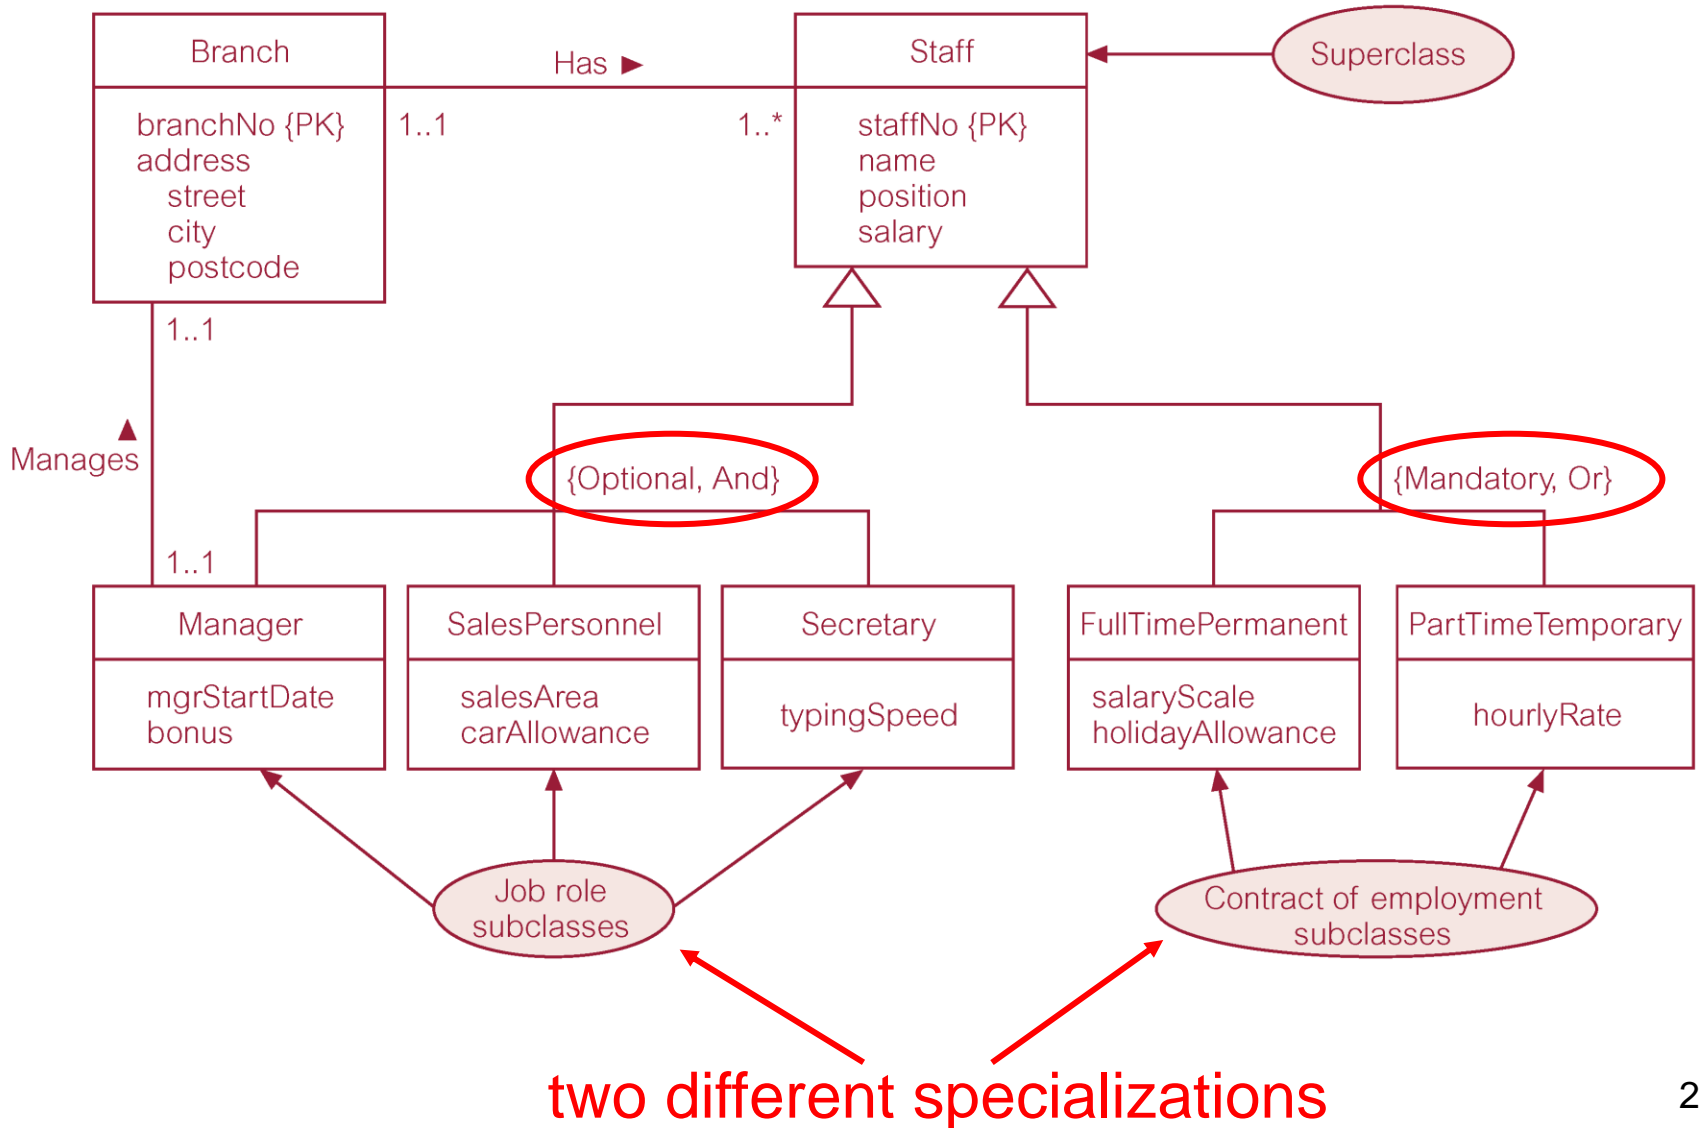 Branch
Has ►
Staff
Superclass
branchNo {PK}
address
street
city
postcode
1..1
1..*
staffNo {PK}
name
position
salary
1..1
▲
Manages
{Optional, And}
{Mandatory, Or}
1..1
Manager
mgrStartDate
bonus
SalesPersonnel
salesArea
carAllowance
Secretary
typingSpeed
FullTimePermanent
salaryScale
holidayAllowance
PartTimeTemporary
hourlyRate
Job role
subclasses
Contract of employment
subclasses
two different specializations
2